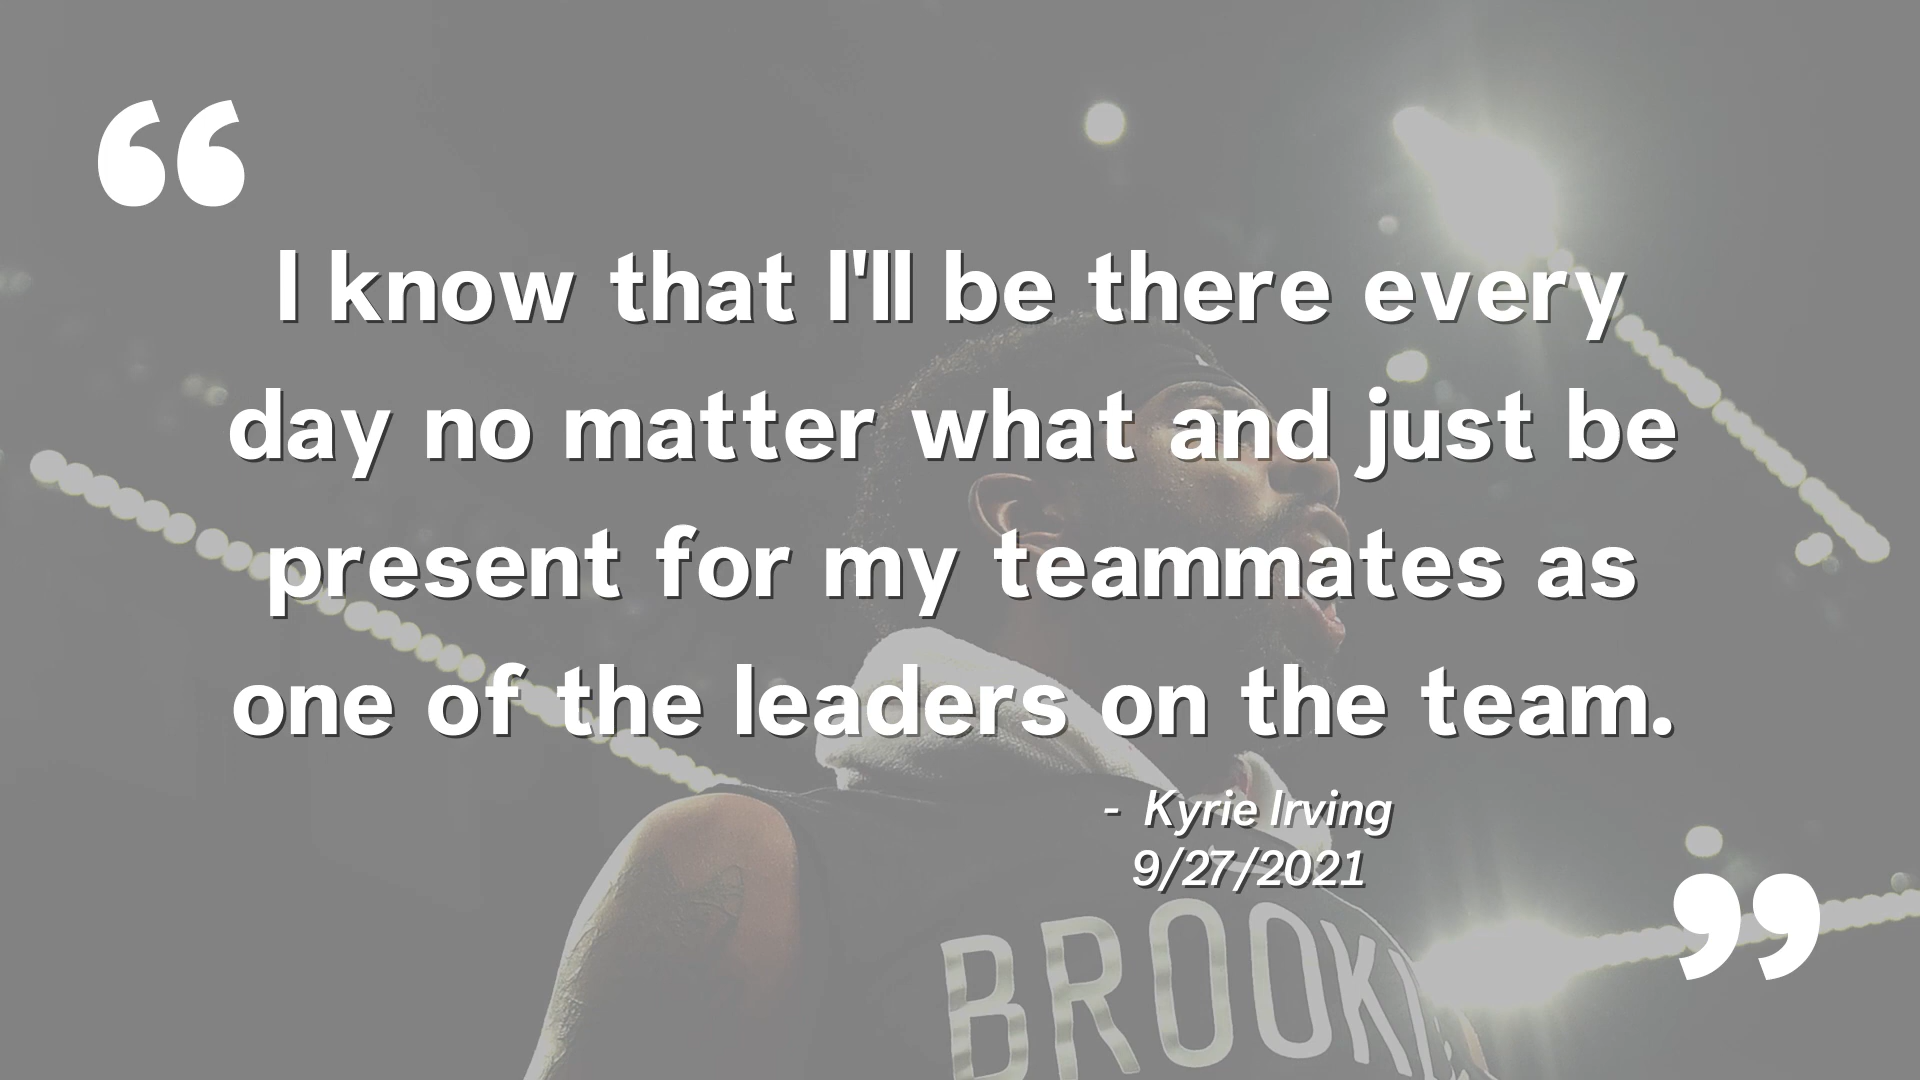 “
I know that I'll be there every
day no matter what and just be
present for my teammates as
one of the leaders on the team.
- Kyrie Irving
9/27/2021
”
BROOKL